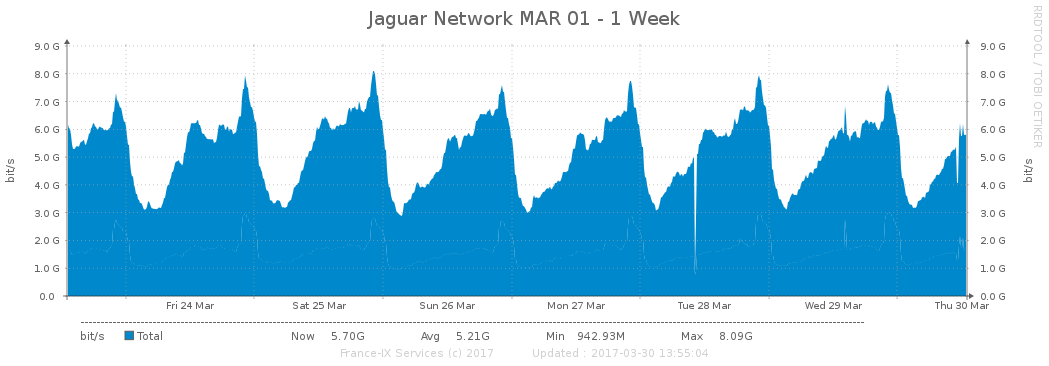 Jaguar Network MAR 01 - 1 Week
RRDTOOL / TOBI OETIKER
bit/s
9.0 G 9.0 G
8.0 G 8.0 G
7.0 G 7.0 G
6.0 G 6.0 G
5.0 G 5.0 G
4.0 G 4.0 G
3.0 G 3.0 G
2.0 G 2.0 G
1.0 G 1.0 G
0.0 0.0 G
bit/s
Fri 24 Mar Sat 25 Mar Sun 26 Mar Mon 27 Mar Tue 28 Mar Wed 29 Mar Thu 30 Mar
bit/s Total Now 5.70G Avg 5.21G Min 942.93M Max 8.09G
France-IX Services (c) 2017 Updated : 2017-03-30 13:55:04